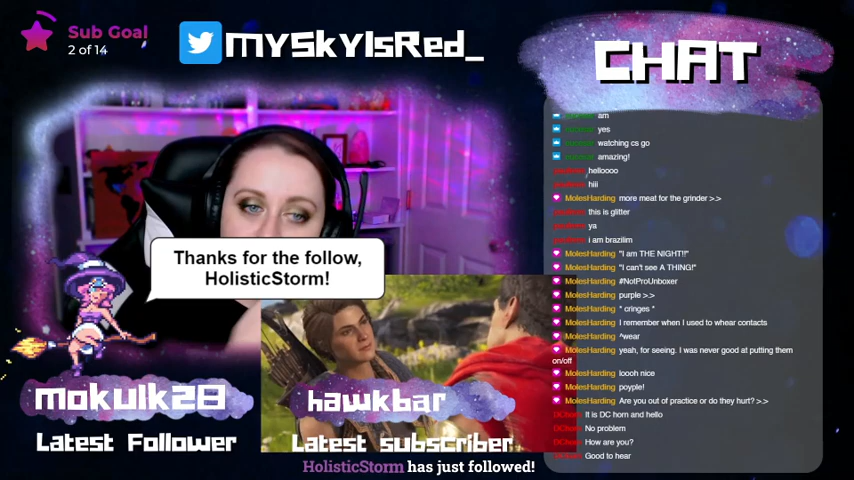 Sub Goal
2 of 14
MYSkyIsRed_
CHAT
am
yes
watching cs go
amazing!
helloooo
hiii
MolesHarding more meat for the grinder >>
this is glitter
ya
i am brazilim
MolesHarding "I am THE NIGHT!!"
MolesHarding "I can't see A THING!"
MolesHarding #NotProUnboxer
MolesHarding purple >>
MolesHarding * cringes *
MolesHarding I remember when I used to whear contacts
MolesHarding ^wear
MolesHarding yeah, for seeing. I was never good at putting them
on/off
MolesHarding loooh nice
MolesHarding poyple!
MolesHarding Are you out of practice or do they hurt? >.>
It is DC horn and hello
No problem
How are you?
Good to hear
Thanks for the follow,
HolisticStorm!
mokulk28
Latest Follower
hawkbar
Latest subscriber
HolisticStorm has just followed!